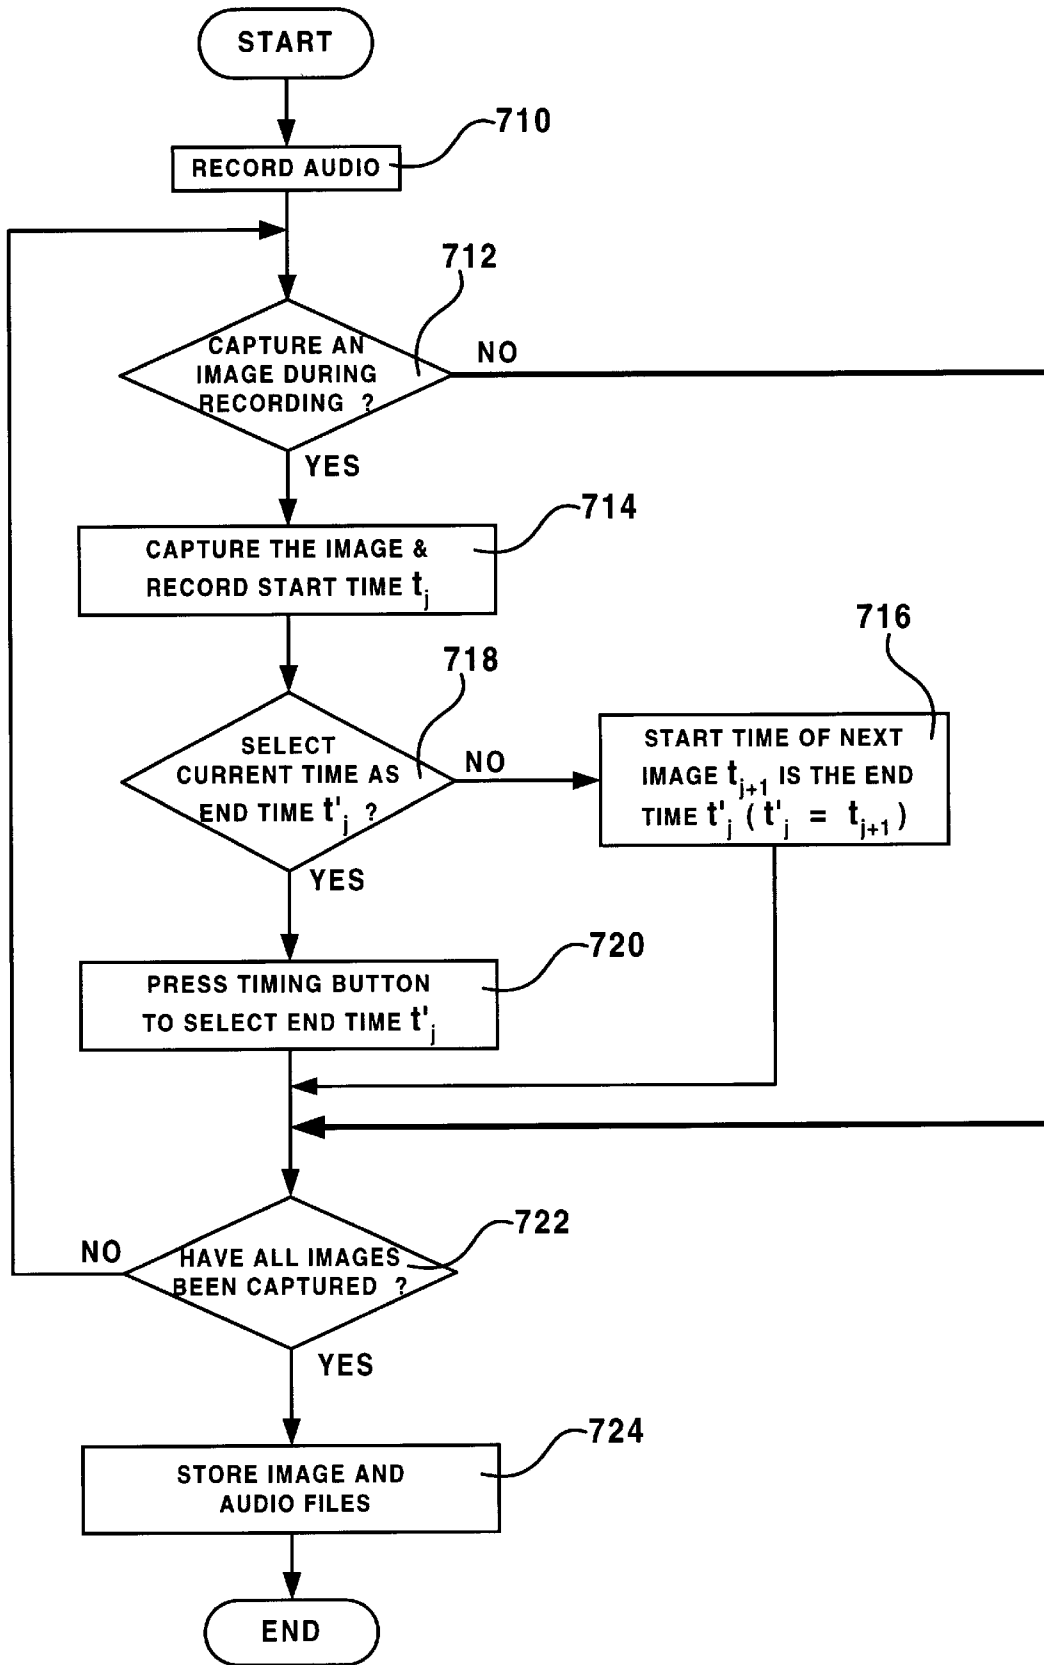 START
710
RECORD AUDIO
712
CAPTURE AN
IMAGE DURING
RECORDING ?
NO
YES
714
CAPTURE THE IMAGE &
RECORD START TIME tj
716
718
SELECT
CURRENT TIME AS
END TIME t'j ?
NO
START TIME OF NEXT
IMAGE tj+1 IS THE END
TIME t'j ( t'j = tj+1 )
YES
720
PRESS TIMING BUTTON
TO SELECT END TIME t'j
722
NO
HAVE ALL IMAGES
BEEN CAPTURED ?
YES
724
STORE IMAGE AND
AUDIO FILES
END